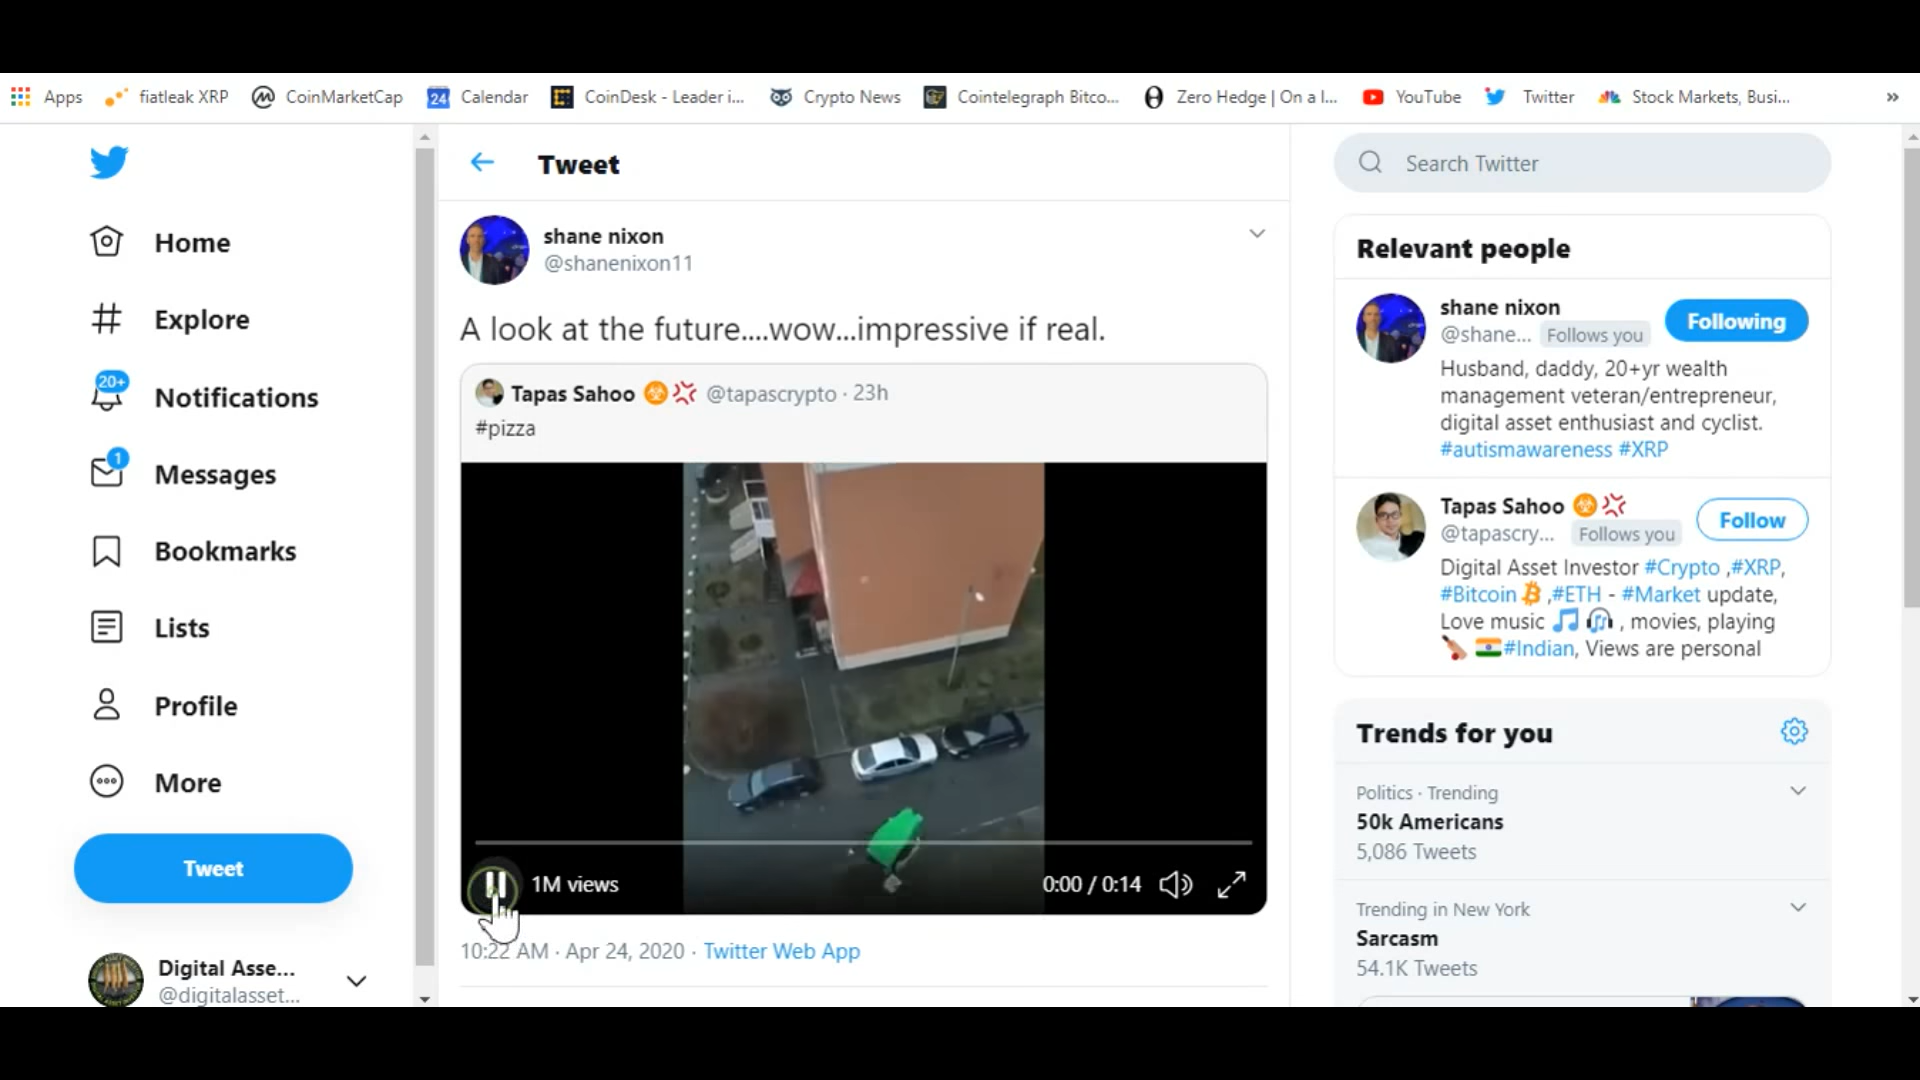 Apps fiatleak XRP CoinMarketCap 24 Calendar CoinDesk - Leader i... Crypto News Cointelegraph Bitco... Zero Hedge | On a l... YouTube Twitter Stock Markets, Busi... »
Home
Explore
20+
Notifications
1
Messages
Bookmarks
Lists
Profile
More
Tweet
Digital Asse...
@digitalasset...
Tweet
shane nixon
@shanenixon11
A look at the future....wow...impressive if real.
Tapas Sahoo ☣️💢 @tapascrypto · 23h
#pizza
1M views 0:00 / 0:14
10:22 AM · Apr 24, 2020 · Twitter Web App
Search Twitter
Relevant people
shane nixon
@shane... Follows you
Following
Husband, daddy, 20+yr wealth
management veteran/entrepreneur,
digital asset enthusiast and cyclist.
#autismawareness #XRP
Tapas Sahoo ☣️💢
@tapascry... Follows you
Follow
Digital Asset Investor #Crypto ,#XRP,
#Bitcoin ,#ETH - #Market update,
Love music 🎵 🎧 , movies, playing
🏏 🇮🇳#Indian, Views are personal
Trends for you
Politics · Trending
50k Americans
5,086 Tweets
Trending in New York
Sarcasm
54.1K Tweets